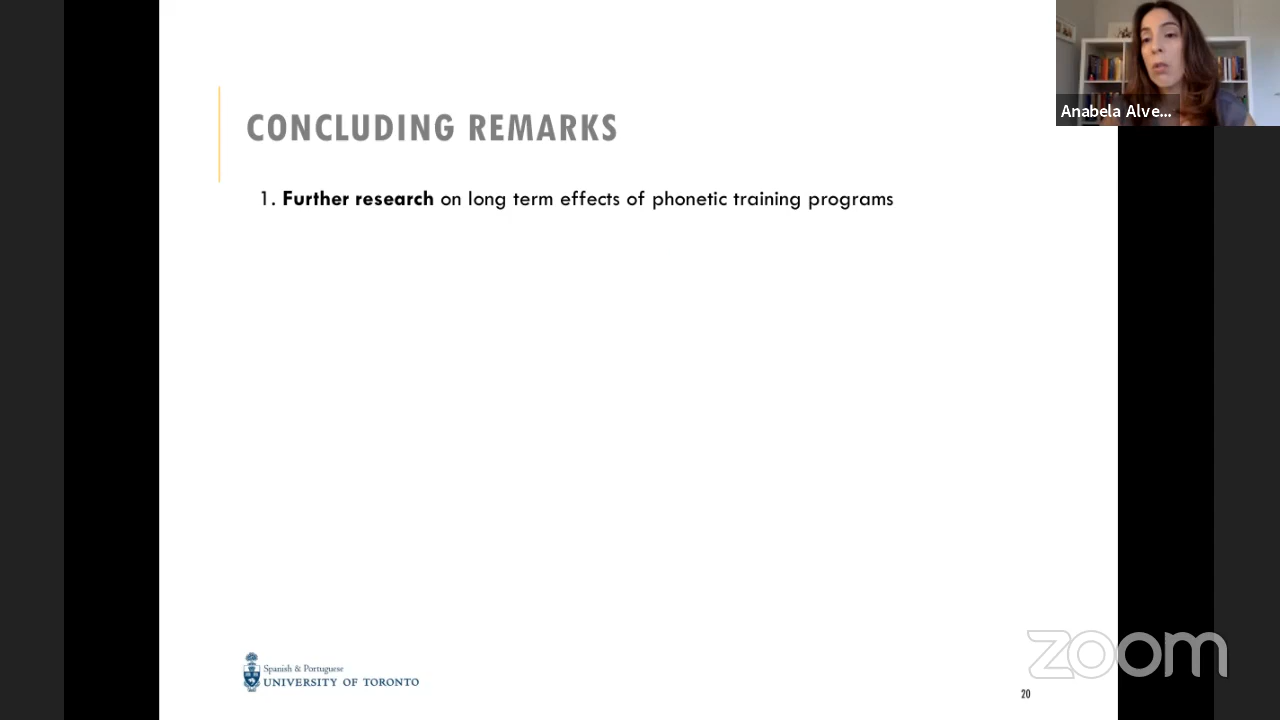 Anabela Alve...
CONCLUDING REMARKS
1. Further research on long term effects of phonetic training programs
Spanish & Portuguese
UNIVERSITY OF TORONTO
zoom
20